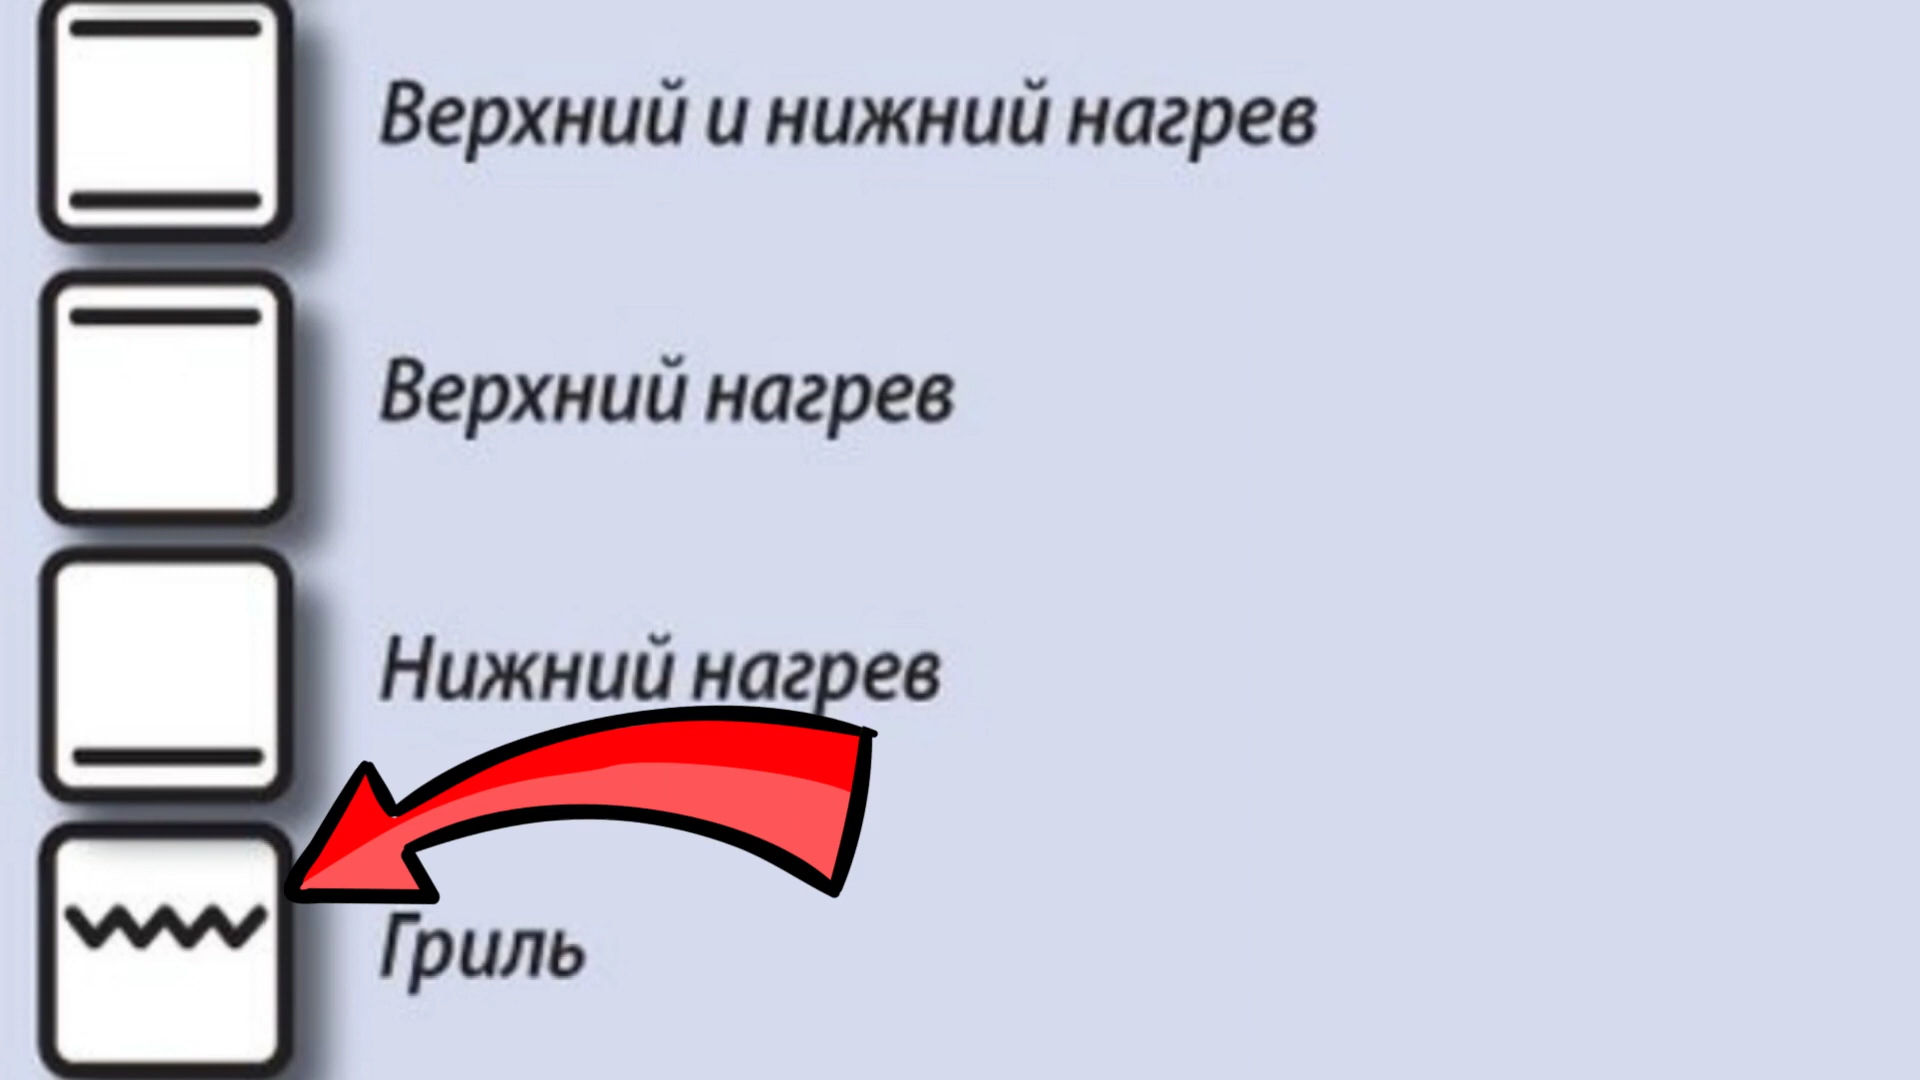 Верхний и нижний нагрев
Верхний нагрев
Нижний нагрев
Гриль